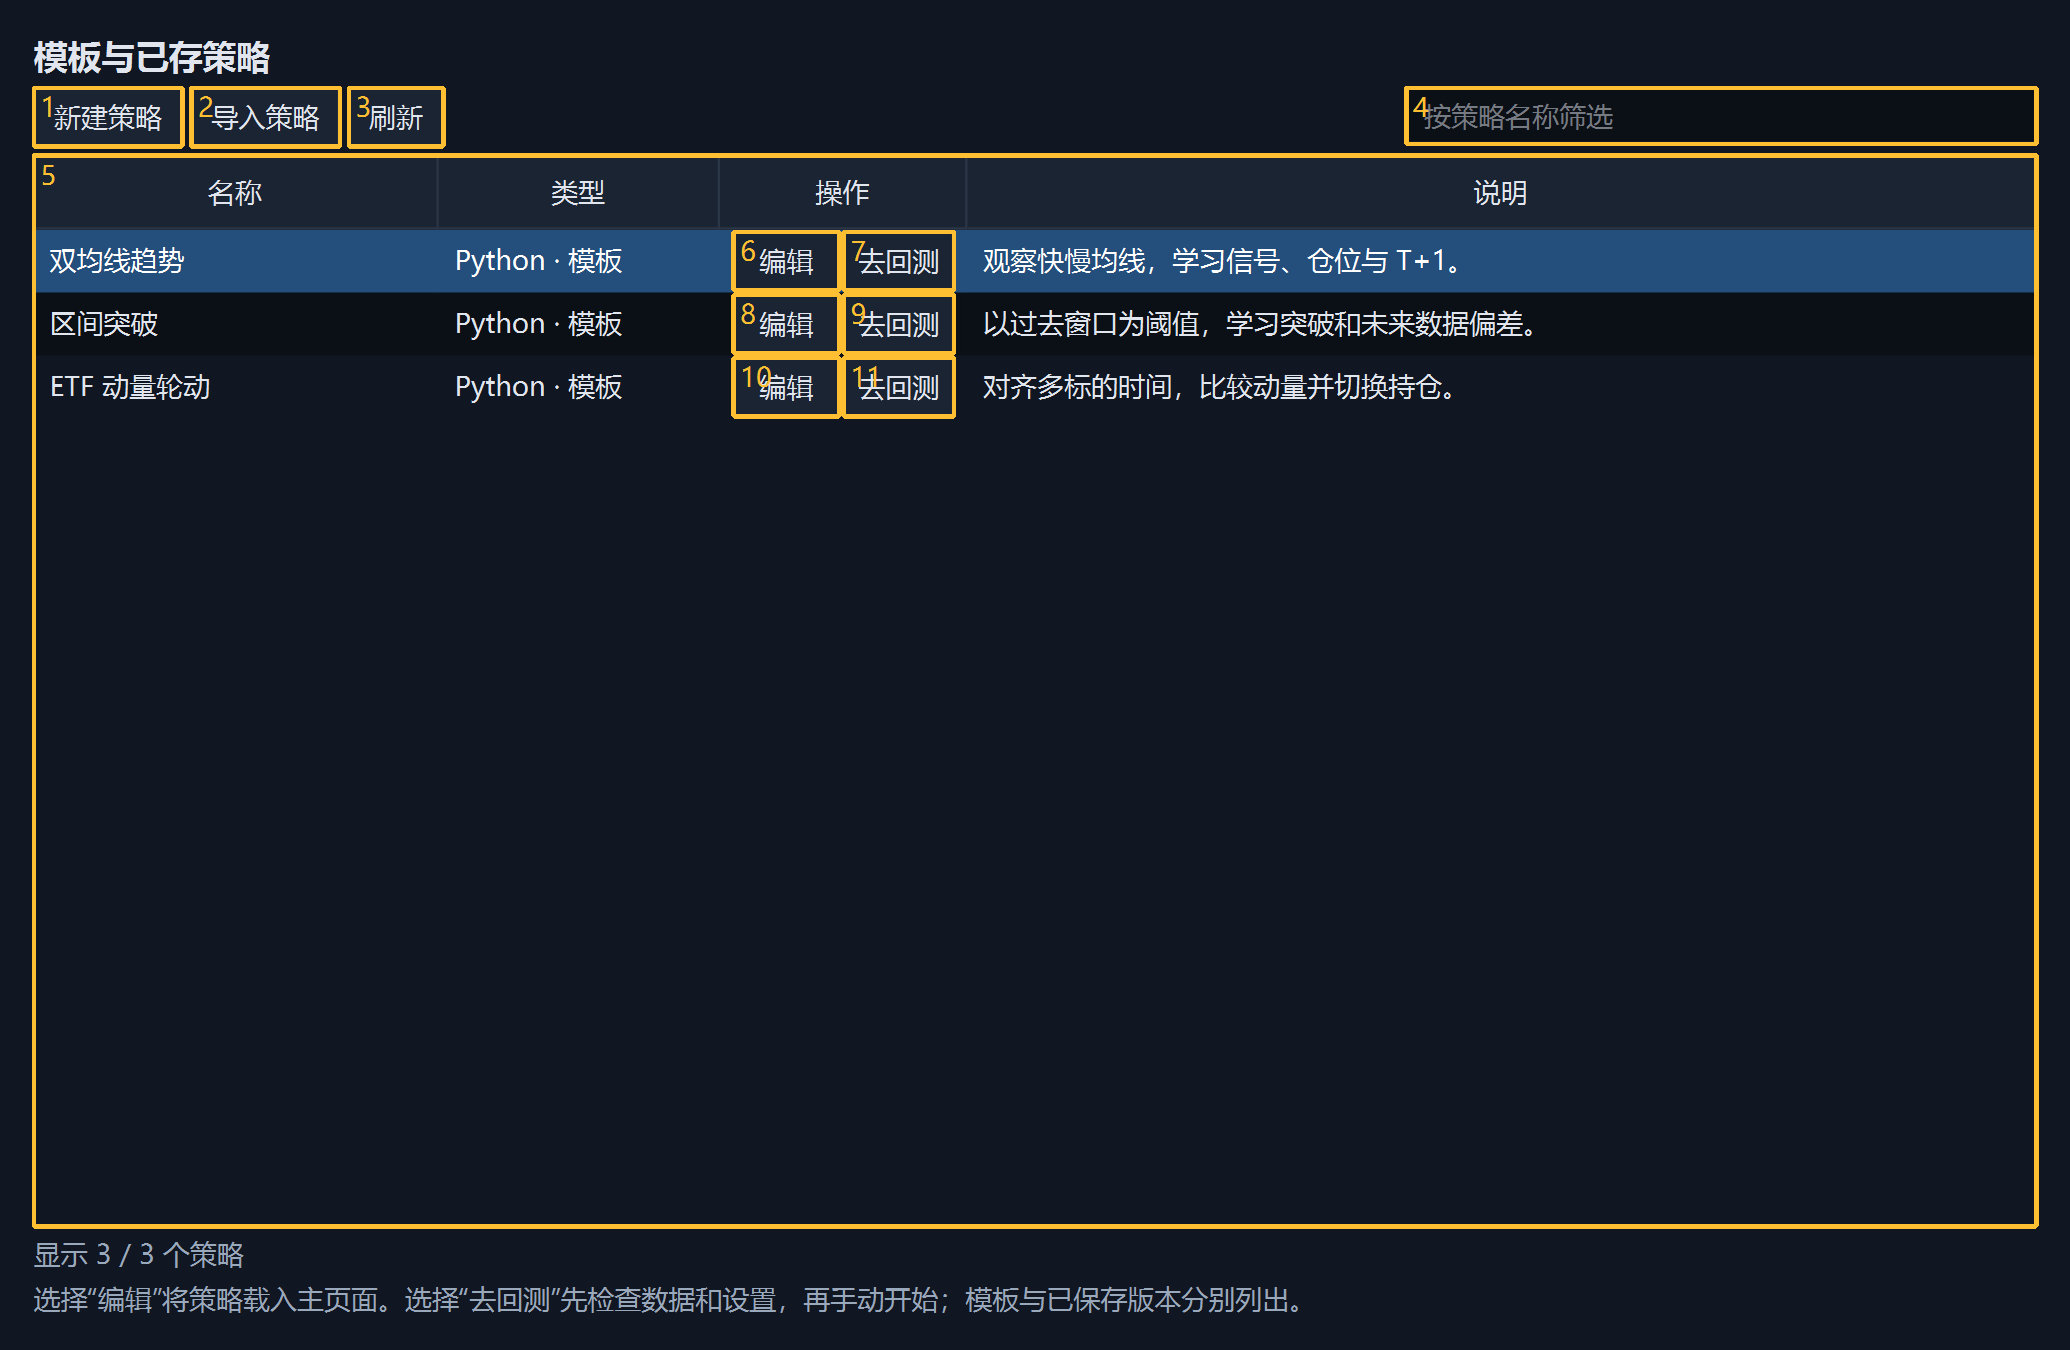 模板与已存策略
1 新建策略 2 导入策略 3 刷新 4 按策略名称筛选
5 名称 类型 操作 说明
双均线趋势 Python · 模板 6 编辑 7 去回测 观察快慢均线，学习信号、仓位与 T+1。
区间突破 Python · 模板 8 编辑 9 去回测 以过去窗口为阈值，学习突破和未来数据偏差。
ETF 动量轮动 Python · 模板 10 编辑 11 去回测 对齐多标的时间，比较动量并切换持仓。
显示 3 / 3 个策略
选择“编辑”将策略载入主页面。选择“去回测”先检查数据和设置，再手动开始；模板与已保存版本分别列出。